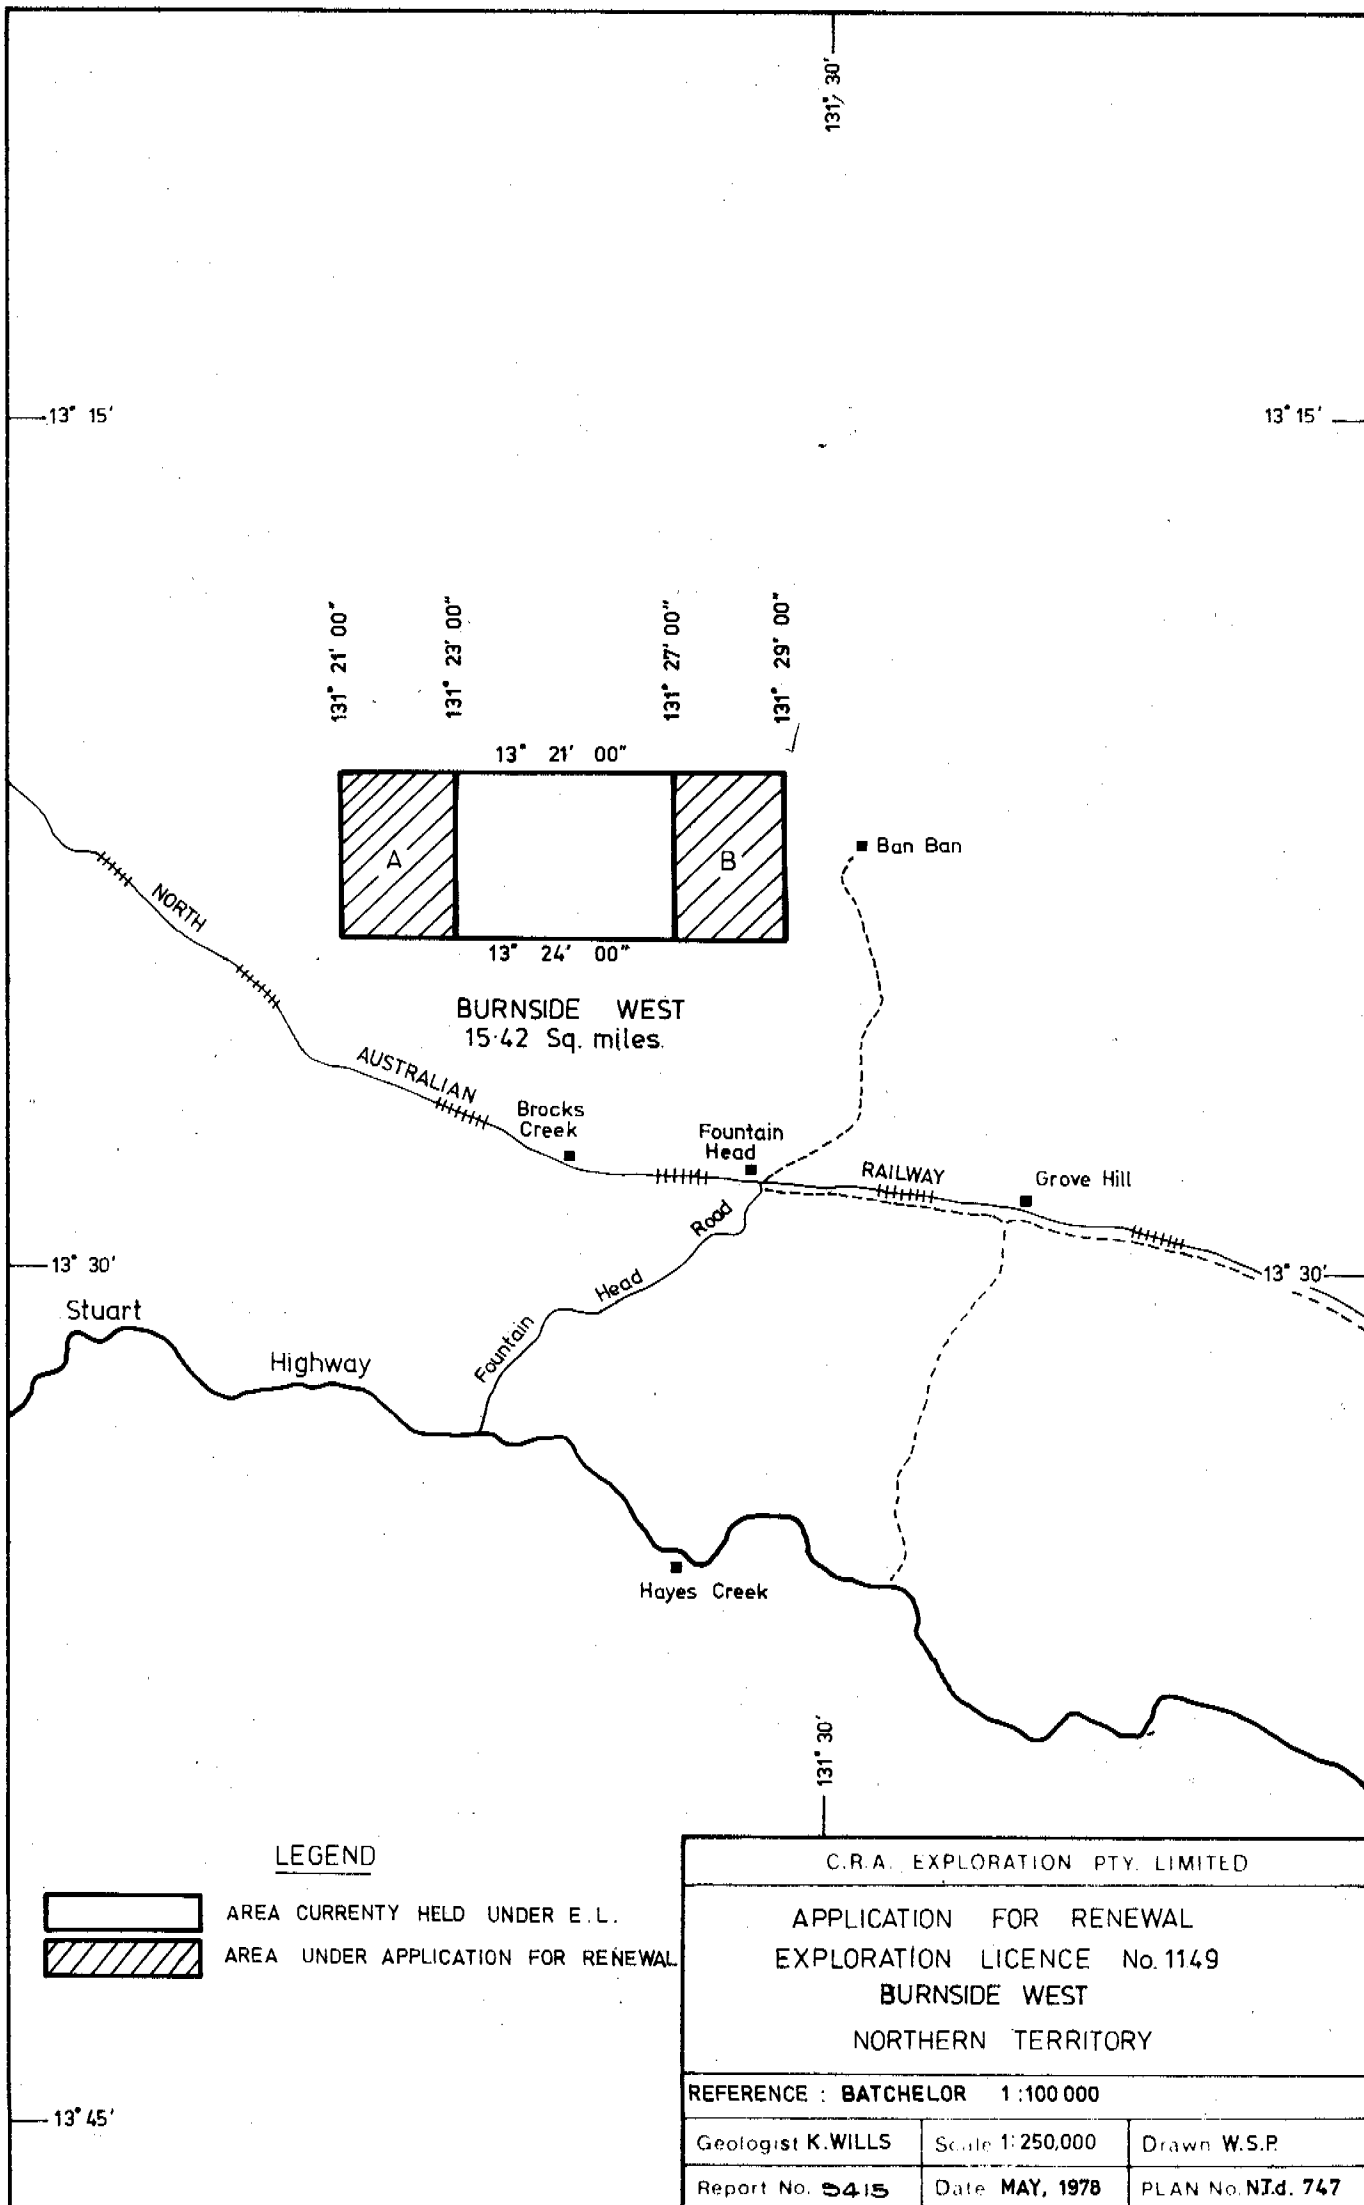 131° 30'
13° 15'
13° 15'
131° 21' 00"
131° 23' 00"
131° 27' 00"
131° 29' 00"
13° 21' 00"
A
B
Ban Ban
13° 24' 00"
BURNSIDE WEST
15·42 Sq. miles.
NORTH
AUSTRALIAN
RAILWAY
Brocks
Creek
Fountain
Head
Grove Hill
Fountain Head Road
13° 30'
13° 30'
Stuart
Highway
Hayes Creek
131° 30'
LEGEND
AREA CURRENTY HELD UNDER E.L.
AREA UNDER APPLICATION FOR RENEWAL
13° 45'
C.R.A. EXPLORATION PTY. LIMITED
APPLICATION FOR RENEWAL
EXPLORATION LICENCE No. 1149
BURNSIDE WEST
NORTHERN TERRITORY
REFERENCE : BATCHELOR 1:100 000
Geologist K.WILLS
Scale 1:250,000
Drawn W.S.P.
Report No. 9415
Date MAY, 1978
PLAN No. NTd. 747